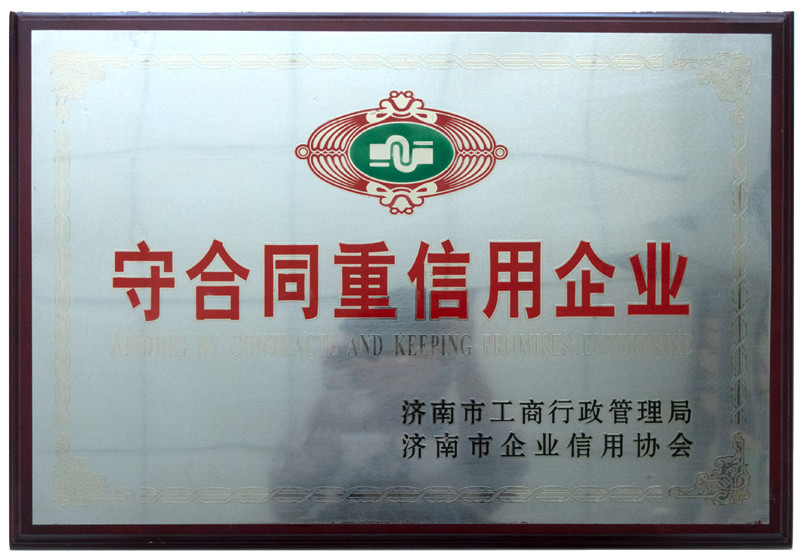 守合同重信用企业
ABIDING BY CONTRACTS AND KEEPING PROMISES ENTERPRISE
济南市工商行政管理局
济南市企业信用协会